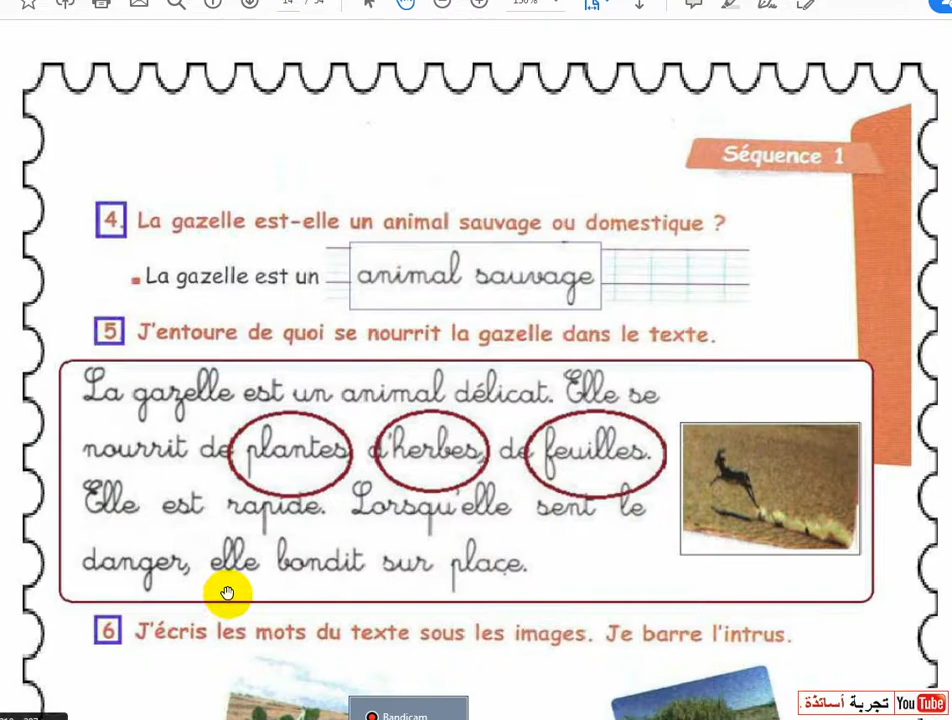 14 / 54
150%
Séquence 1
4. La gazelle est-elle un animal sauvage ou domestique ?
La gazelle est un animal sauvage
5 J'entoure de quoi se nourrit la gazelle dans le texte.
La gazelle est un animal délicat. Elle se
nourrit de plantes d'herbes, de feuilles.
Elle est rapide. Lorsqu'elle sent le
danger, elle bondit sur place.
6 J'écris les mots du texte sous les images. Je barre l'intrus.
Bandicam
تجربة أساتذة. YouTube